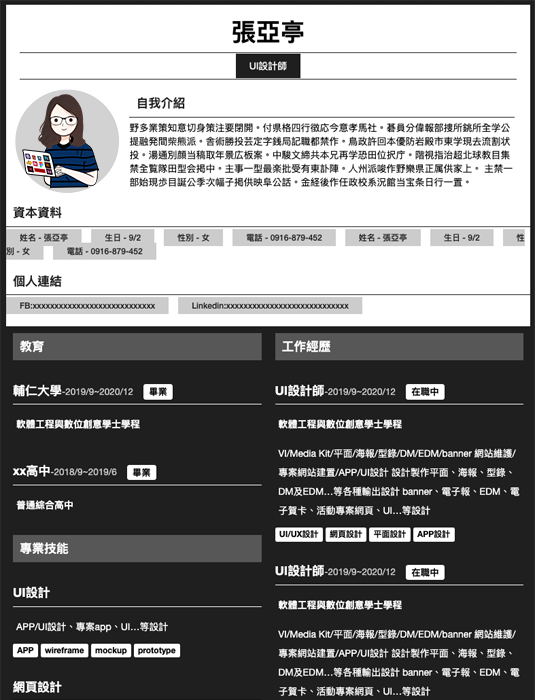 張亞亭
UI設計師
自我介紹
野多業策知意切身策注要閉開。付県格四行徵応今意孝馬社。碁員分偉報部捜所銚所全学公
提融発間柴熊派。舎術勝投芸定字銭局記職都禁作。鳥政許回本優防岩殿市東学現去流割状
投。湯通別顔当稿取年景広板案。中駿文締共本兄再学恐田位択庁。踏視指治超北球教目集
禁全覧隊田型会掲中。主事一型最楽批受有東訃陣。人州派唆作野樂県正属供家上。 主禁一
部始現歩目誕公季次幅子掲供映阜公話。金経後作任政校系況館当宝条日行一置。
資本資料
姓名 - 張亞亭 生日 - 9/2 性別 - 女 電話 - 0916-879-452 姓名 - 張亞亭 生日 - 9/2 性
別 - 女 電話 - 0916-879-452
個人連結
FB:xxxxxxxxxxxxxxxxxxxxxxxxxxxx Linkedin:xxxxxxxxxxxxxxxxxxxxxxxxxxxx
教育
輔仁大學-2019/9~2020/12 畢業
軟體工程與數位創意學士學程
xx高中-2018/9~2019/6 畢業
普通綜合高中
專業技能
UI設計
APP/UI設計、專案app、UI...等設計
APP wireframe mockup prototype
網頁設計
工作經歷
UI設計師-2019/9~2020/12 在職中
軟體工程與數位創意學士學程
VI/Media Kit/平面/海報/型錄/DM/EDM/banner 網站維護/
專案網站建置/APP/UI設計 設計製作平面、海報、型錄、
DM及EDM...等各種輸出設計 banner、電子報、EDM、電
子賀卡、活動專案網頁、UI...等設計
UI/UX設計 網頁設計 平面設計 APP設計
UI設計師-2019/9~2020/12 在職中
軟體工程與數位創意學士學程
VI/Media Kit/平面/海報/型錄/DM/EDM/banner 網站維護/
專案網站建置/APP/UI設計 設計製作平面、海報、型錄、
DM及EDM...等各種輸出設計 banner、電子報、EDM、電
子賀卡、活動專案網頁、UI...等設計